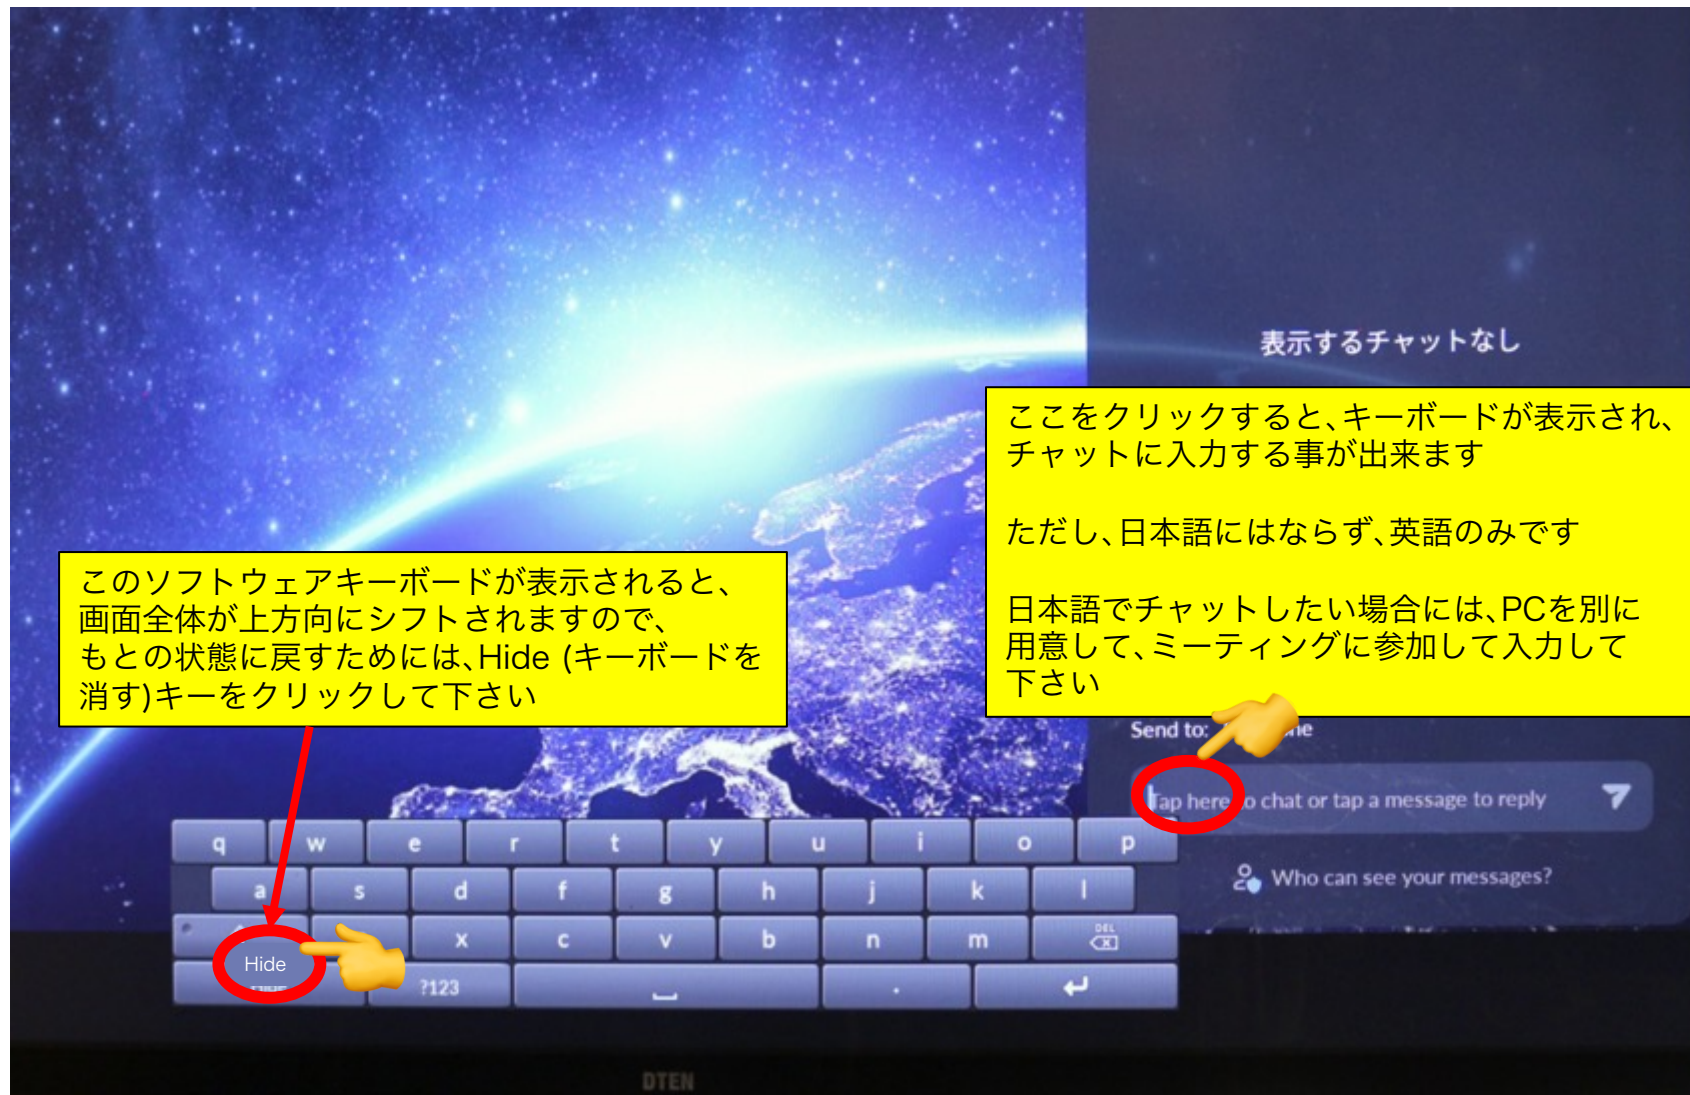 表示するチャットなし
ここをクリックすると、キーボードが表示され、
チャットに入力する事が出来ます
ただし、日本語にはならず、英語のみです
日本語でチャットしたい場合には、PCを別に
用意して、ミーティングに参加して入力して
下さい
このソフトウェアキーボードが表示されると、
画面全体が上方向にシフトされますので、
もとの状態に戻すためには、Hide (キーボードを
消す)キーをクリックして下さい
Send to:
Tap here to chat or tap a message to reply
Who can see your messages?
q w e r t y u i o p
a s d f g h j k l
x c v b n m DEL
Hide
?123 .
DTEN